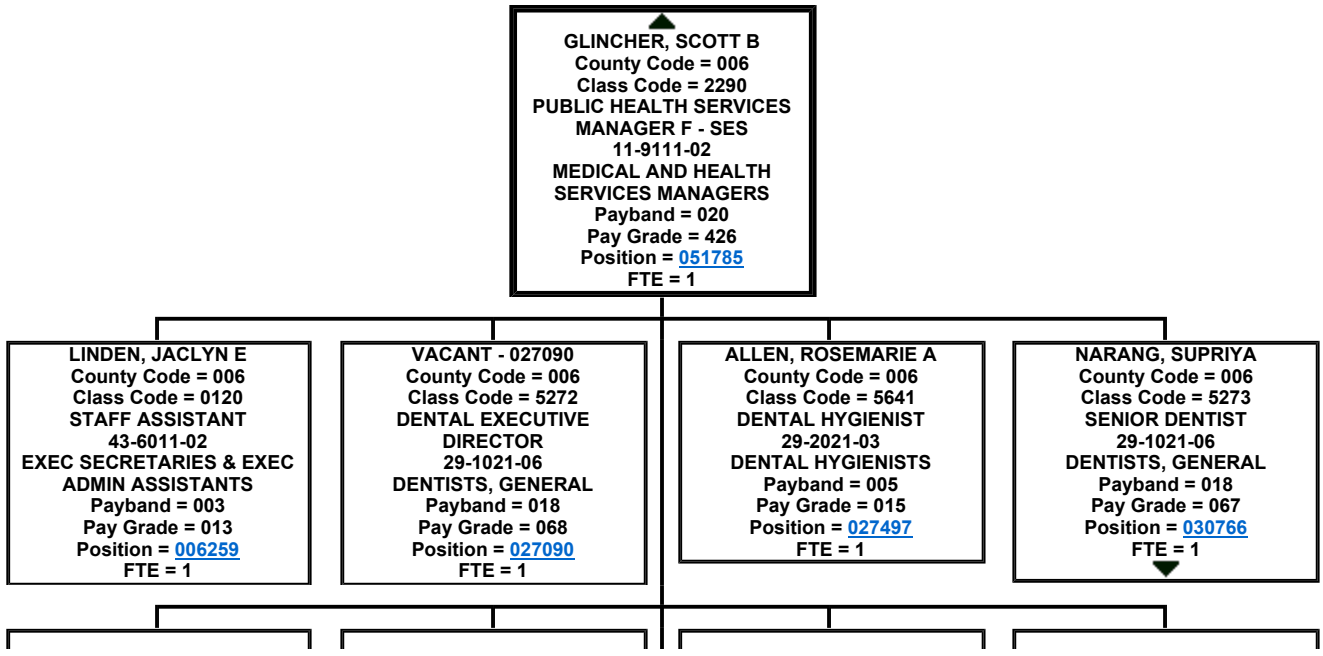 GLINCHER, SCOTT B
County Code = 006
Class Code = 2290
PUBLIC HEALTH SERVICES
MANAGER F - SES
11-9111-02
MEDICAL AND HEALTH
SERVICES MANAGERS
Payband = 020
Pay Grade = 426
Position = 051785
FTE = 1
LINDEN, JACLYN E
County Code = 006
Class Code = 0120
STAFF ASSISTANT
43-6011-02
EXEC SECRETARIES & EXEC
ADMIN ASSISTANTS
Payband = 003
Pay Grade = 013
Position = 006259
FTE = 1
VACANT - 027090
County Code = 006
Class Code = 5272
DENTAL EXECUTIVE
DIRECTOR
29-1021-06
DENTISTS, GENERAL
Payband = 018
Pay Grade = 068
Position = 027090
FTE = 1
ALLEN, ROSEMARIE A
County Code = 006
Class Code = 5641
DENTAL HYGIENIST
29-2021-03
DENTAL HYGIENISTS
Payband = 005
Pay Grade = 015
Position = 027497
FTE = 1
NARANG, SUPRIYA
County Code = 006
Class Code = 5273
SENIOR DENTIST
29-1021-06
DENTISTS, GENERAL
Payband = 018
Pay Grade = 067
Position = 030766
FTE = 1